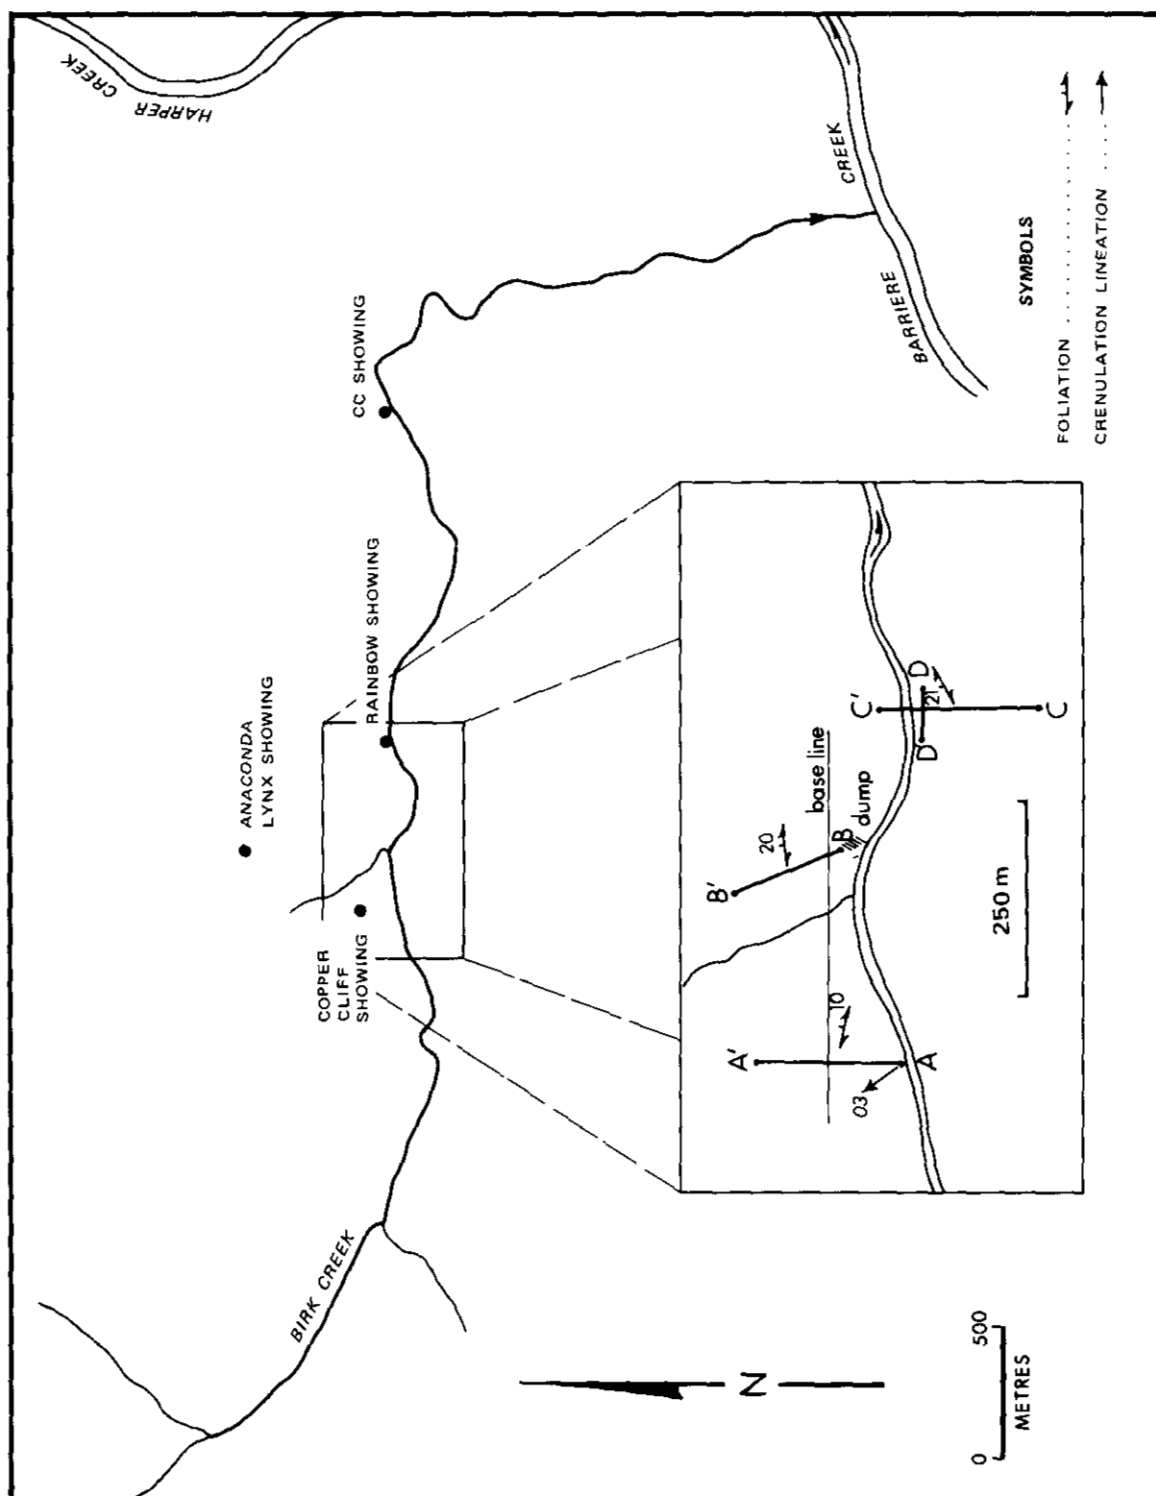 HARPER
CREEK
ANACONDA
LYNX SHOWING
CC SHOWING
RAINBOW SHOWING
COPPER
CLIFF
SHOWING
BIRK CREEK
BARRIERE
CREEK
SYMBOLS
FOLIATION ..............
CRENULATION LINEATION ....
A'
A
03
10
B'
B
20
base line
dump
C'
C
D
D
21
250 m
N
0
500
METRES